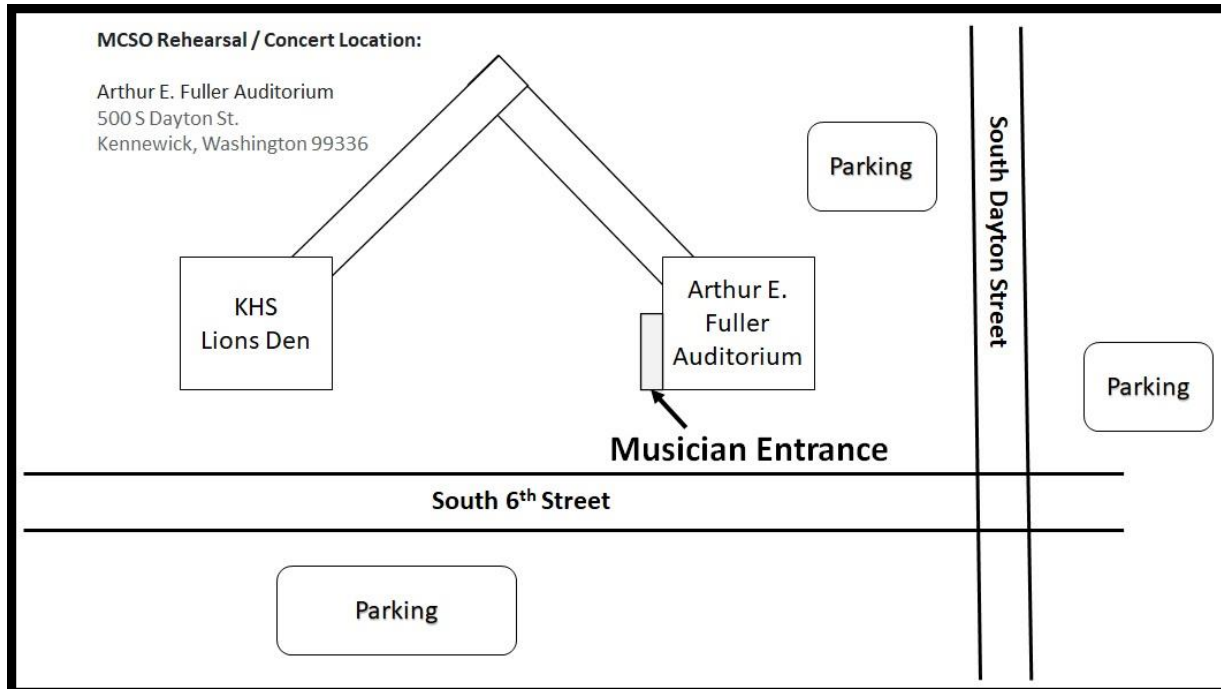 MCSO Rehearsal / Concert Location:
Arthur E. Fuller Auditorium
500 S Dayton St.
Kennewick, Washington 99336
Parking
South Dayton Street
KHS
Lions Den
Arthur E.
Fuller
Auditorium
Parking
Musician Entrance
South 6th Street
Parking